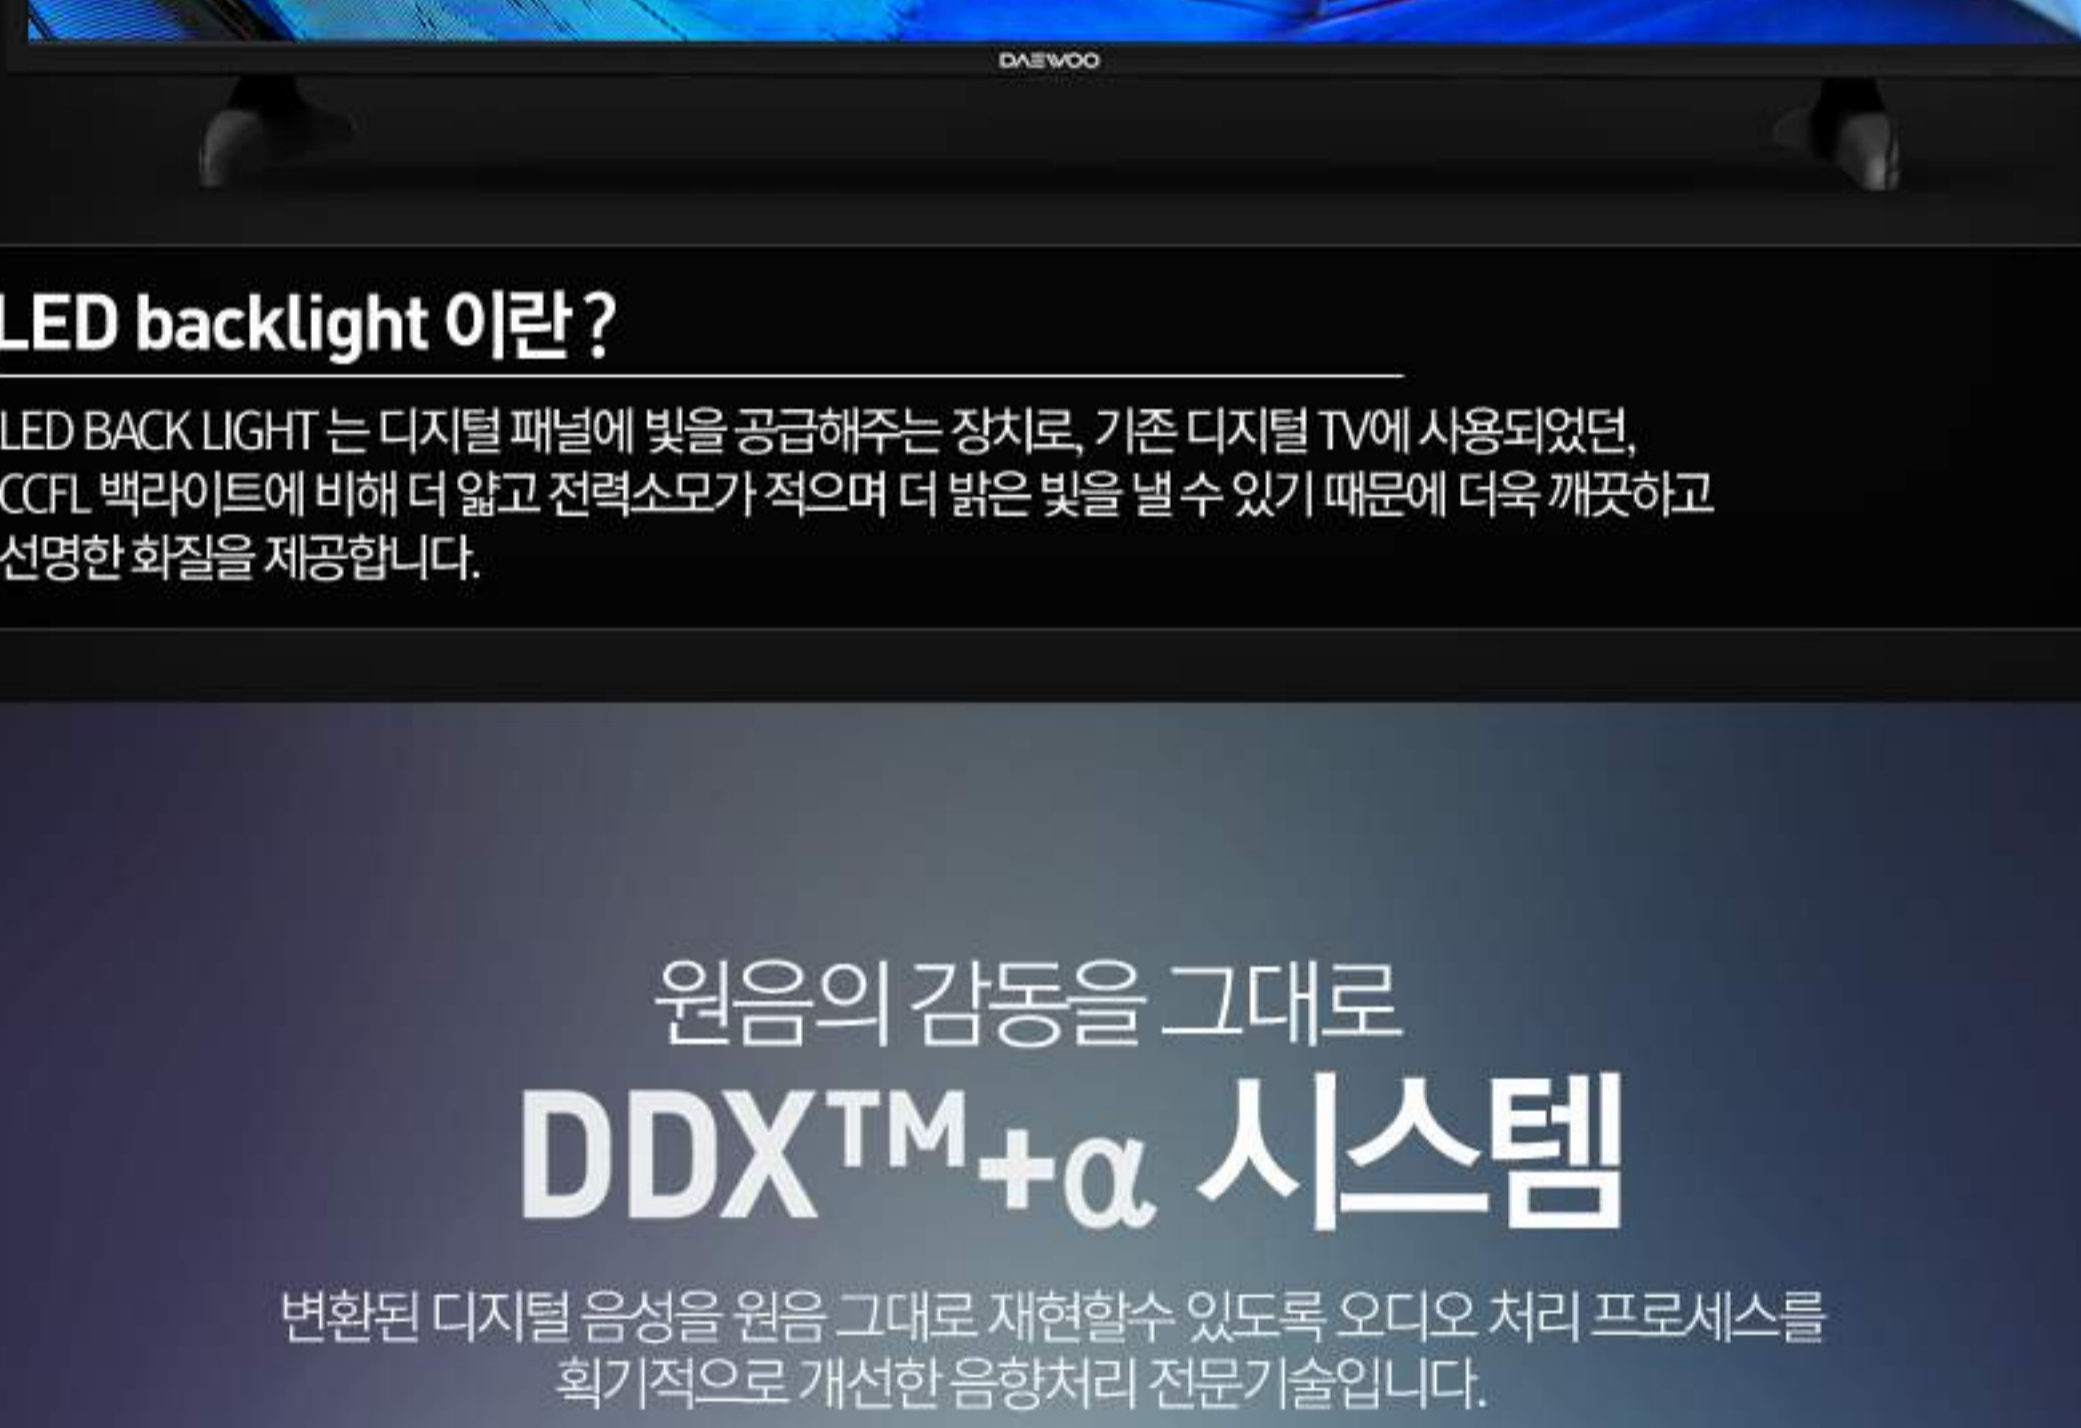 DAEWOO
LED backlight 이란?
LED BACK LIGHT 는 디지털 패널에 빛을 공급해주는 장치로, 기존 디지털 TV에 사용되었던,
CCFL 백라이트에 비해 더 얇고 전력소모가 적으며 더 밝은 빛을 낼 수 있기 때문에 더욱 깨끗하고
선명한 화질을 제공합니다.
원음의 감동을 그대로
DDX™+α 시스템
변환된 디지털 음성을 원음 그대로 재현할수 있도록 오디오 처리 프로세스를
획기적으로 개선한 음향처리 전문기술입니다.